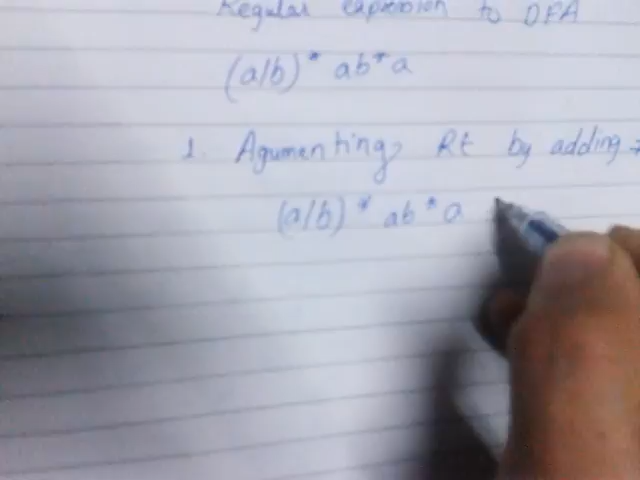 Regular expression to DFA
(a/b)* ab*a
1. Agumenting RE by adding
(a/b)* ab*a